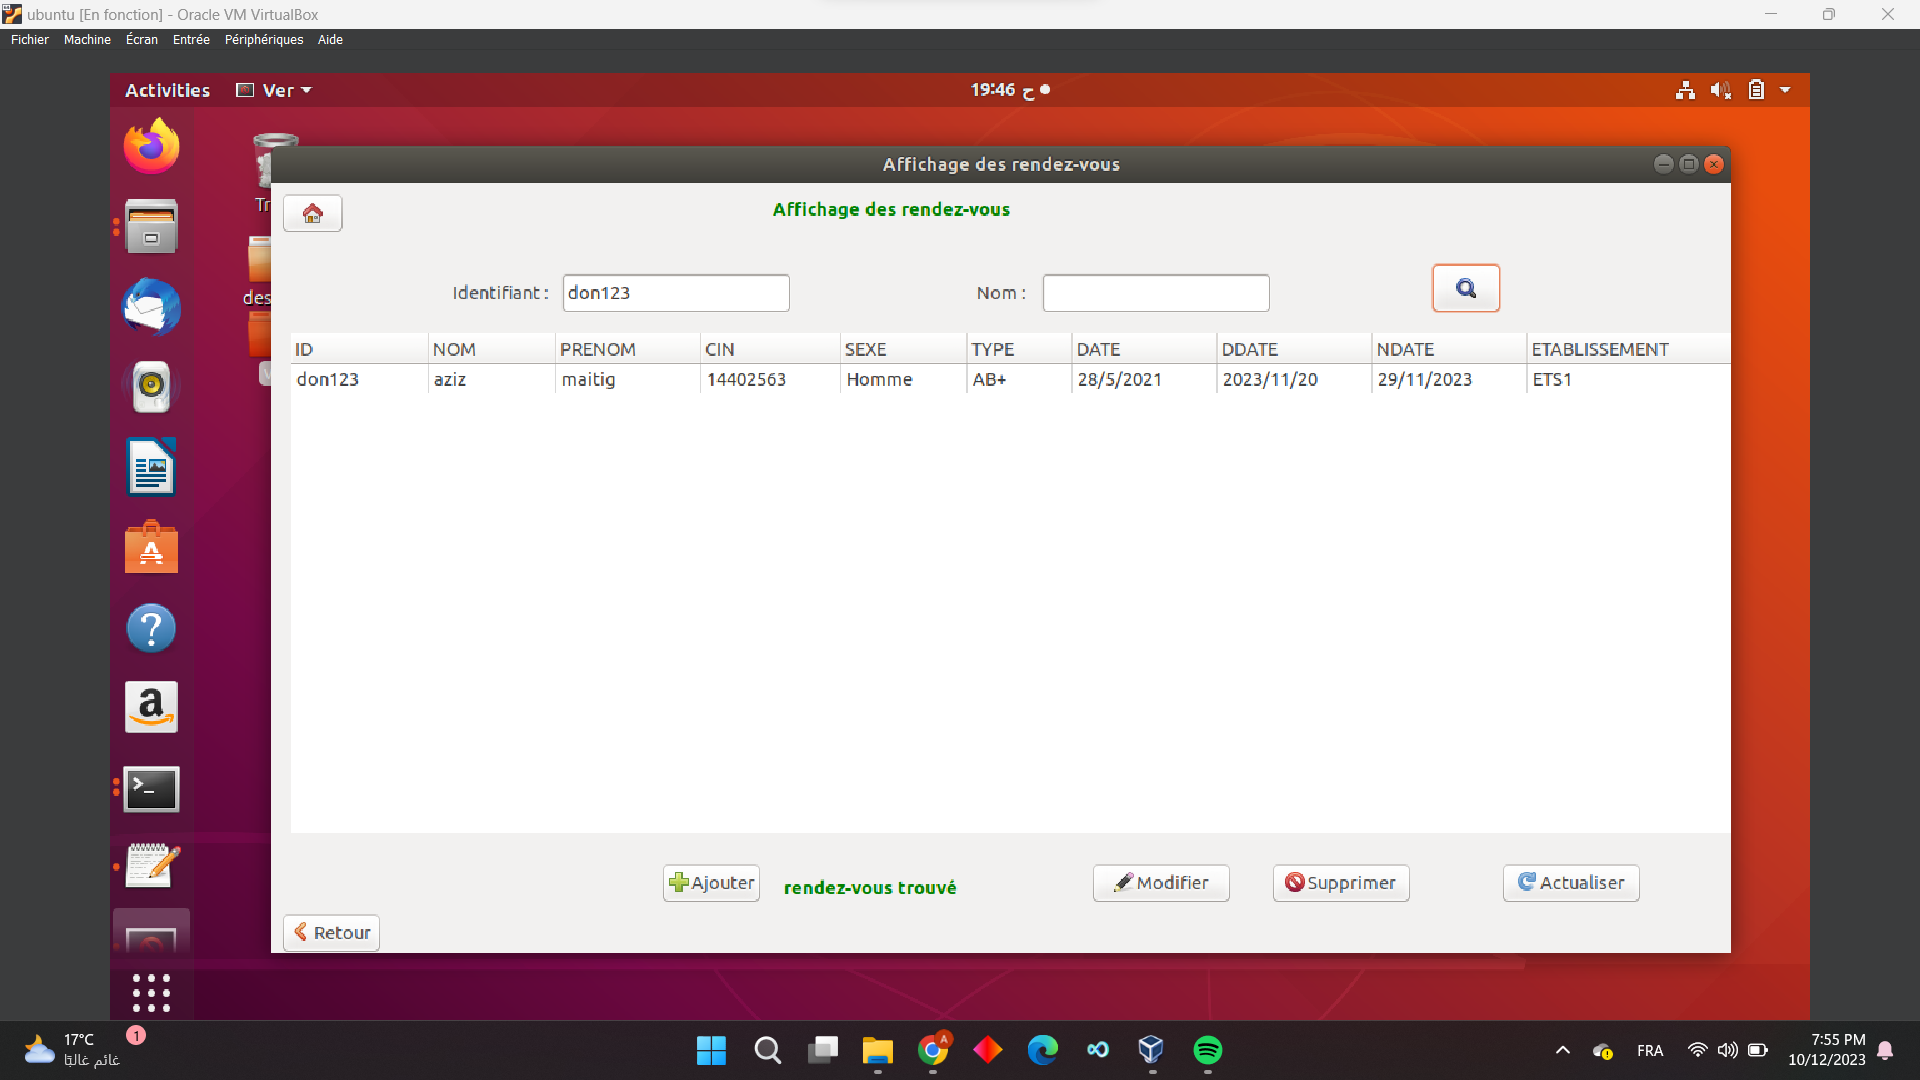 ubuntu [En fonction] - Oracle VM VirtualBox
Fichier Machine Écran Entrée Périphériques Aide
Activities Ver 19:46 ح
Affichage des rendez-vous
Affichage des rendez-vous
Identifiant : don123 Nom :
ID NOM PRENOM CIN SEXE TYPE DATE DDATE NDATE ETABLISSEMENT
don123 aziz maitig 14402563 Homme AB+ 28/5/2021 2023/11/20 29/11/2023 ETS1
Tr
des
Ajouter rendez-vous trouvé Modifier Supprimer Actualiser
Retour
17°C 1
غائم غالبًا
A
FRA
7:55 PM
10/12/2023